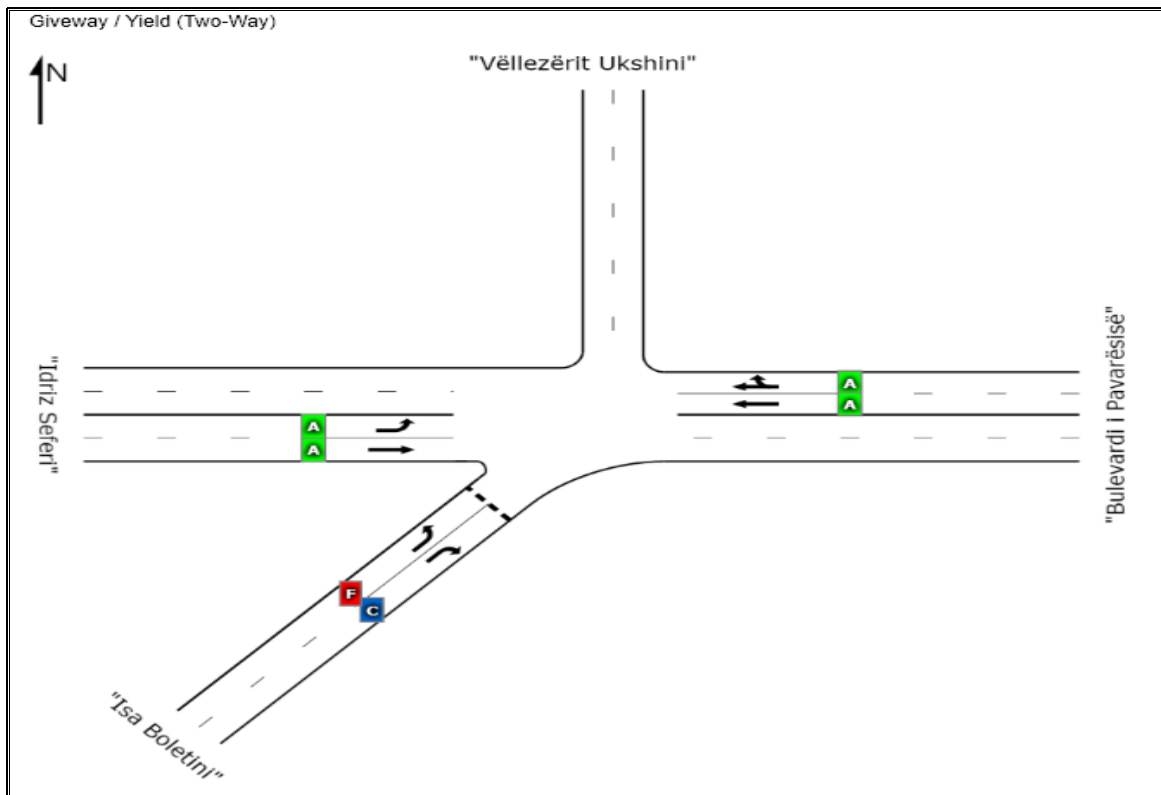 Giveway / Yield (Two-Way)
N
"Vëllezërit Ukshini"
"Idriz Seferi"
A
A
A
A
"Bulevardi i Pavarësisë"
F
C
"Isa Boletini"